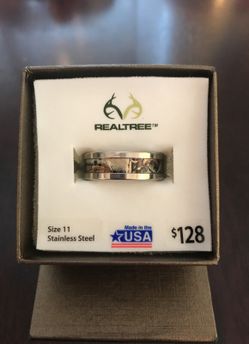 REALTREE™
Size 11
Stainless Steel
Made in the
USA
$128